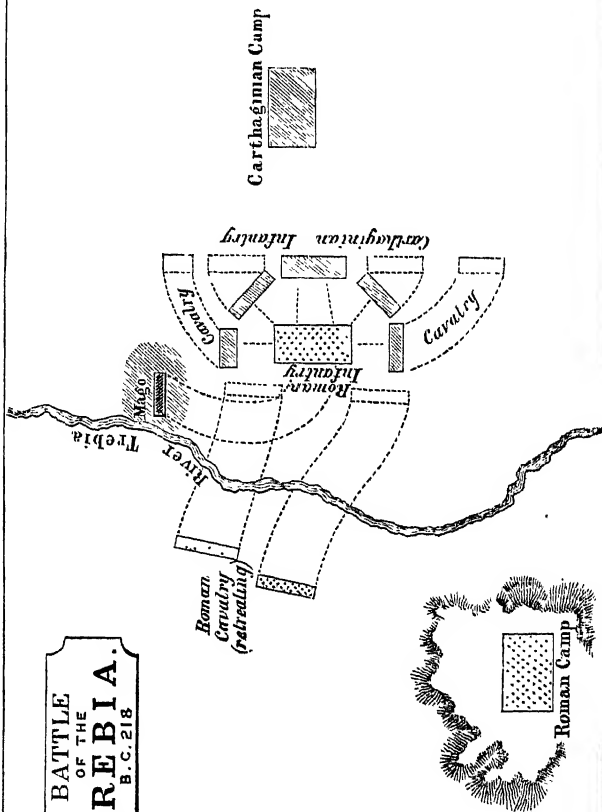 Carthaginian Camp
Carthaginian Infantry
Cavalry
Cavalry
Mago
Roman
Infantry
River Trebia
Roman
Cavalry
(retreating)
BATTLE
OF THE
REBIA.
B.C. 218
Roman Camp